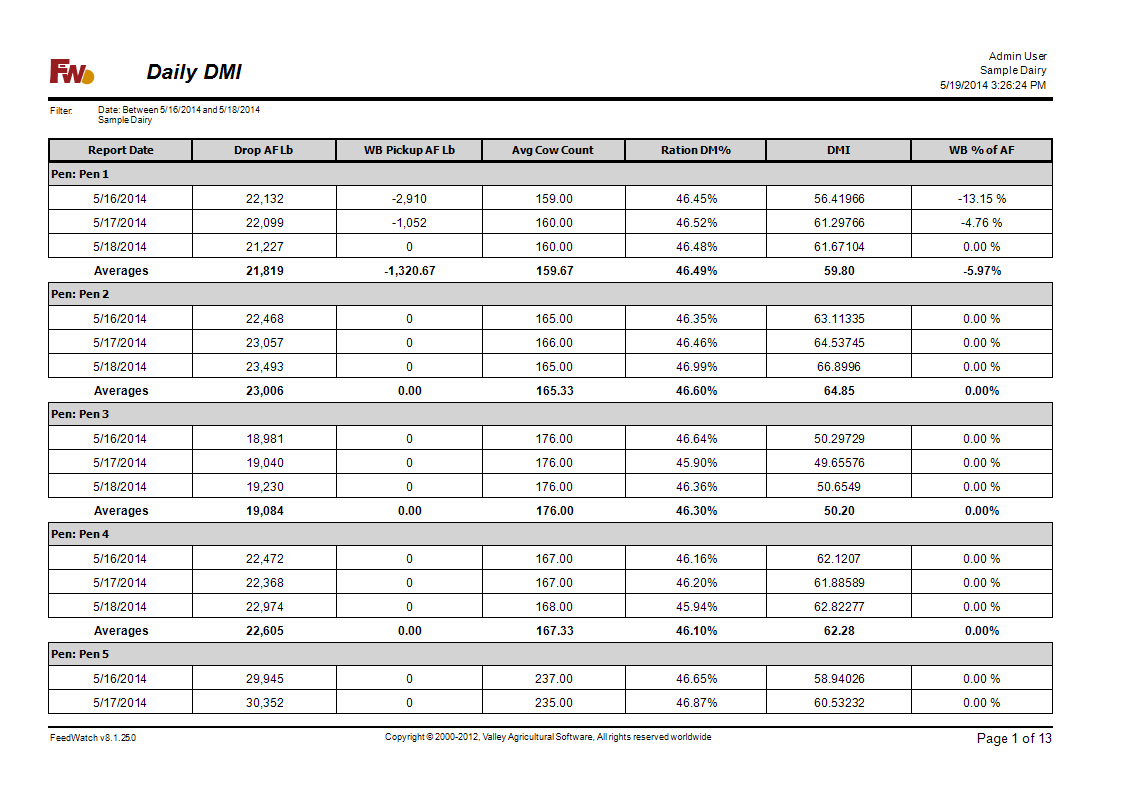 FW
Daily DMI
Admin User
Sample Dairy
5/19/2014 3:26:24 PM
Filter: Date: Between 5/16/2014 and 5/18/2014
Sample Dairy
Report Date Drop AF Lb WB Pickup AF Lb Avg Cow Count Ration DM% DMI WB % of AF
Pen: Pen 1
5/16/2014 22,132 -2,910 159.00 46.45% 56.41966 -13.15 %
5/17/2014 22,099 -1,052 160.00 46.52% 61.29766 -4.76 %
5/18/2014 21,227 0 160.00 46.48% 61.67104 0.00 %
Averages 21,819 -1,320.67 159.67 46.49% 59.80 -5.97%
Pen: Pen 2
5/16/2014 22,468 0 165.00 46.35% 63.11335 0.00 %
5/17/2014 23,057 0 166.00 46.46% 64.53745 0.00 %
5/18/2014 23,493 0 165.00 46.99% 66.8996 0.00 %
Averages 23,006 0.00 165.33 46.60% 64.85 0.00%
Pen: Pen 3
5/16/2014 18,981 0 176.00 46.64% 50.29729 0.00 %
5/17/2014 19,040 0 176.00 45.90% 49.65576 0.00 %
5/18/2014 19,230 0 176.00 46.36% 50.6549 0.00 %
Averages 19,084 0.00 176.00 46.30% 50.20 0.00%
Pen: Pen 4
5/16/2014 22,472 0 167.00 46.16% 62.1207 0.00 %
5/17/2014 22,368 0 167.00 46.20% 61.88589 0.00 %
5/18/2014 22,974 0 168.00 45.94% 62.82277 0.00 %
Averages 22,605 0.00 167.33 46.10% 62.28 0.00%
Pen: Pen 5
5/16/2014 29,945 0 237.00 46.65% 58.94026 0.00 %
5/17/2014 30,352 0 235.00 46.87% 60.53232 0.00 %
FeedWatch v8.1.25.0 Copyright © 2000-2012, Valley Agricultural Software, All rights reserved worldwide Page 1 of 13